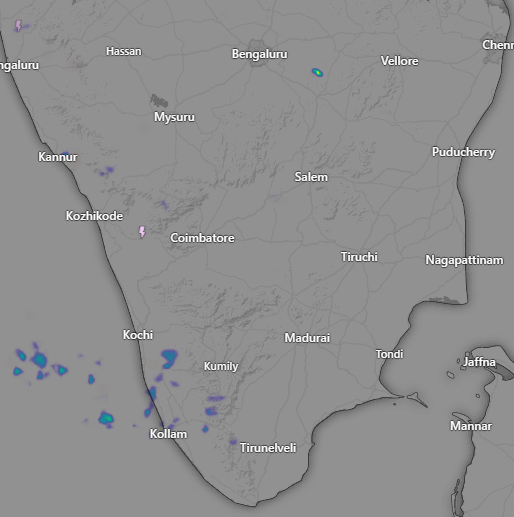 Hassan
Bengaluru
Chenn
ngaluru
Vellore
Mysuru
Kannur
Puducherry
Salem
Kozhikode
Coimbatore
Tiruchi
Nagapattinam
Kochi
Madurai
Tondi
Kumily
Jaffna
Mannar
Kollam
Tirunelveli